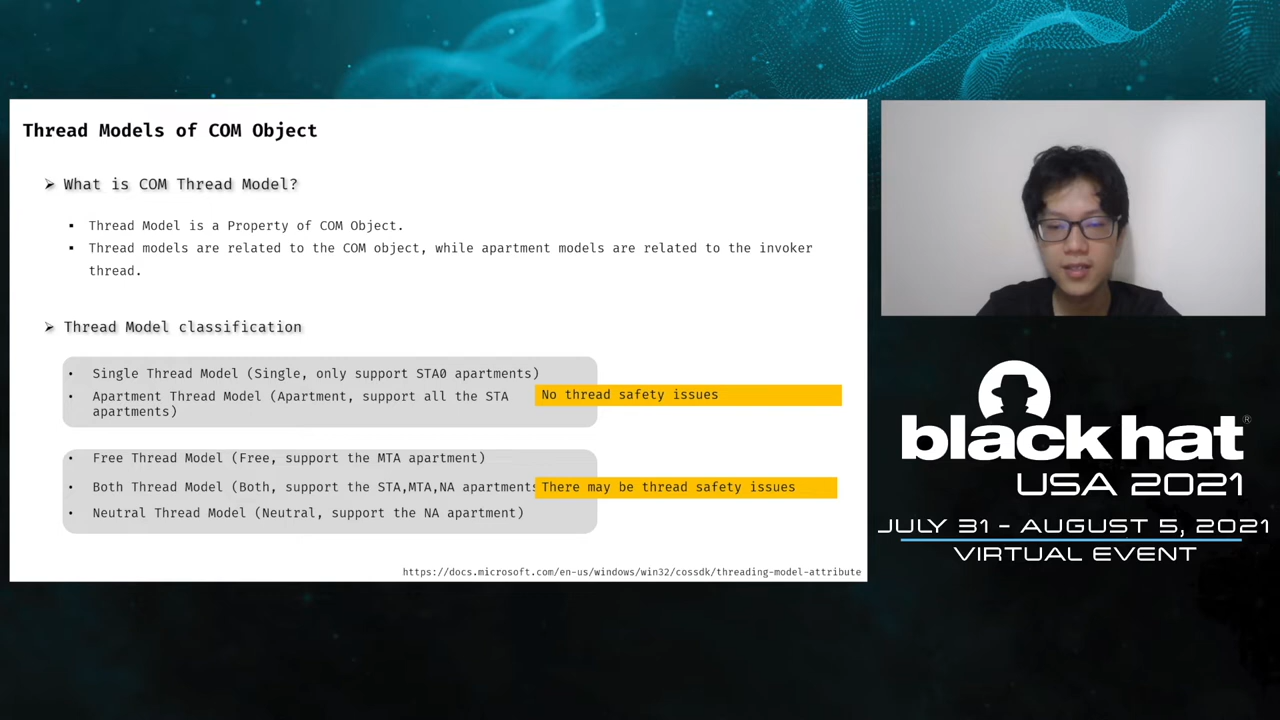 Thread Models of COM Object
➢ What is COM Thread Model?
▪ Thread Model is a Property of COM Object.
▪ Thread models are related to the COM object, while apartment models are related to the invoker
thread.
➢ Thread Model classification
• Single Thread Model (Single, only support STA0 apartments)
• Apartment Thread Model (Apartment, support all the STA
apartments)
No thread safety issues
• Free Thread Model (Free, support the MTA apartment)
• Both Thread Model (Both, support the STA,MTA,NA apartments
There may be thread safety issues
• Neutral Thread Model (Neutral, support the NA apartment)
https://docs.microsoft.com/en-us/windows/win32/cossdk/threading-model-attribute
black hat®
USA 2021
JULY 31 - AUGUST 5, 2021
VIRTUAL EVENT